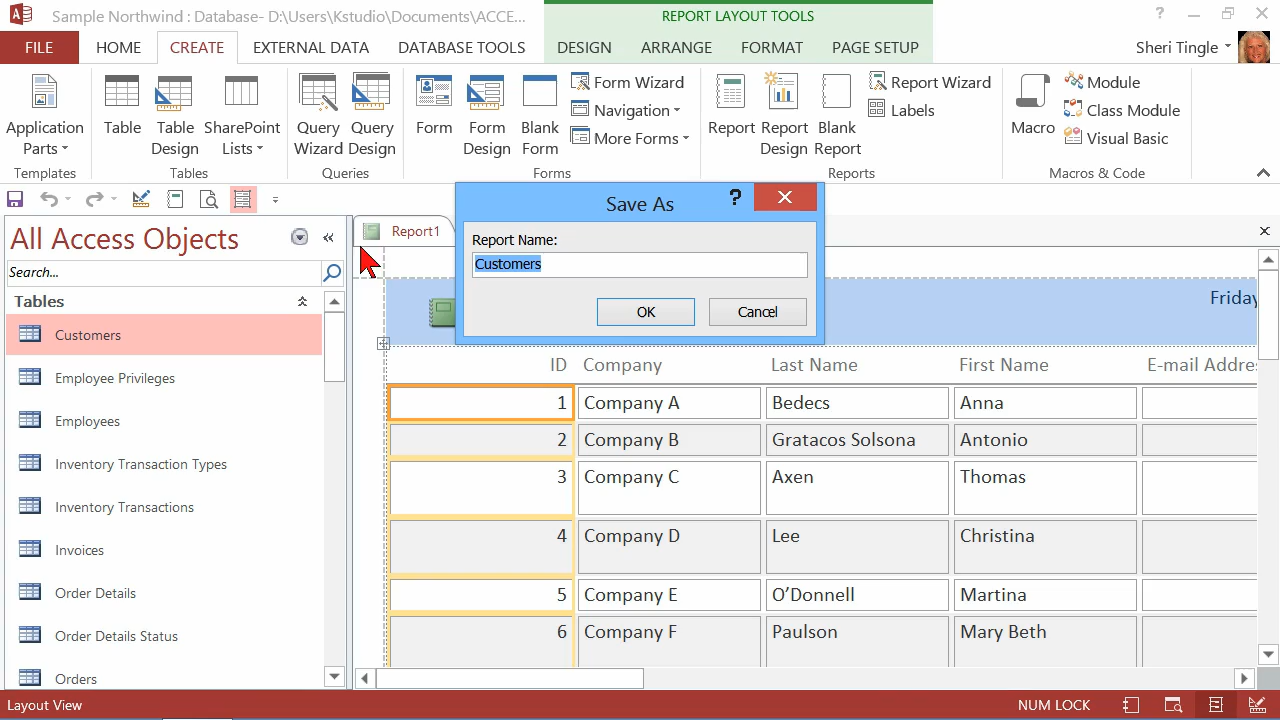 Sample Northwind : Database- D:\Users\Kstudio\Documents\ACCE...
REPORT LAYOUT TOOLS
?
FILE HOME CREATE EXTERNAL DATA DATABASE TOOLS DESIGN ARRANGE FORMAT PAGE SETUP Sheri Tingle
Application Parts
Table
Table Design
SharePoint Lists
Query Wizard
Query Design
Form
Form Design
Blank Form
Form Wizard
Navigation
More Forms
Report
Report Design
Blank Report
Report Wizard
Labels
Macro
Module
Class Module
Visual Basic
Templates Tables Queries Forms Reports Macros & Code
All Access Objects
Search...
Tables
Customers
Employee Privileges
Employees
Inventory Transaction Types
Inventory Transactions
Invoices
Order Details
Order Details Status
Orders
Report1
Save As
?
Report Name:
Customers
OK Cancel
Friday
ID Company Last Name First Name E-mail Addre
1 Company A Bedecs Anna
2 Company B Gratacos Solsona Antonio
3 Company C Axen Thomas
4 Company D Lee Christina
5 Company E O’Donnell Martina
6 Company F Paulson Mary Beth
Layout View NUM LOCK